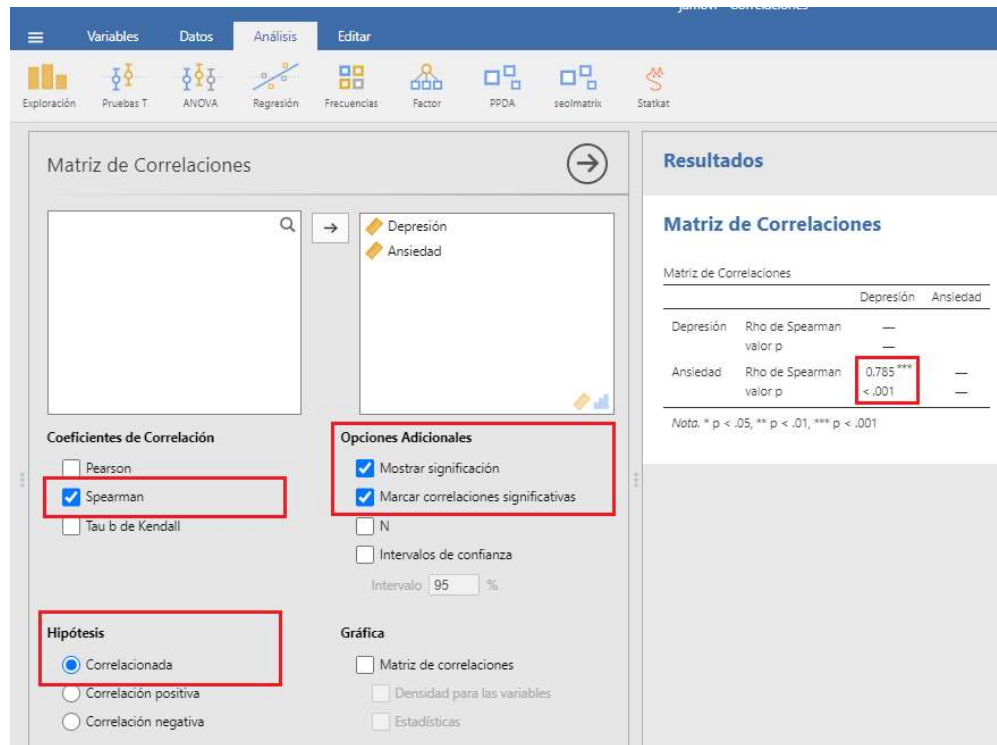 jamovi - Correlaciones
Variables Datos Análisis Editar
Exploración Pruebas T ANOVA Regresión Frecuencias Factor PPDA seolmatrix Statkat
Matriz de Correlaciones
Depresión
Ansiedad
Coeficientes de Correlación
Pearson
Spearman
Tau b de Kendall
Opciones Adicionales
Mostrar significación
Marcar correlaciones significativas
N
Intervalos de confianza
Intervalo 95 %
Hipótesis
Correlacionada
Correlación positiva
Correlación negativa
Gráfica
Matriz de correlaciones
Densidad para las variables
Estadísticas
Resultados
Matriz de Correlaciones
Matriz de Correlaciones
Depresión Ansiedad
Depresión Rho de Spearman —
valor p —
Ansiedad Rho de Spearman 0.785 *** —
valor p < .001 —
Nota. * p < .05, ** p < .01, *** p < .001